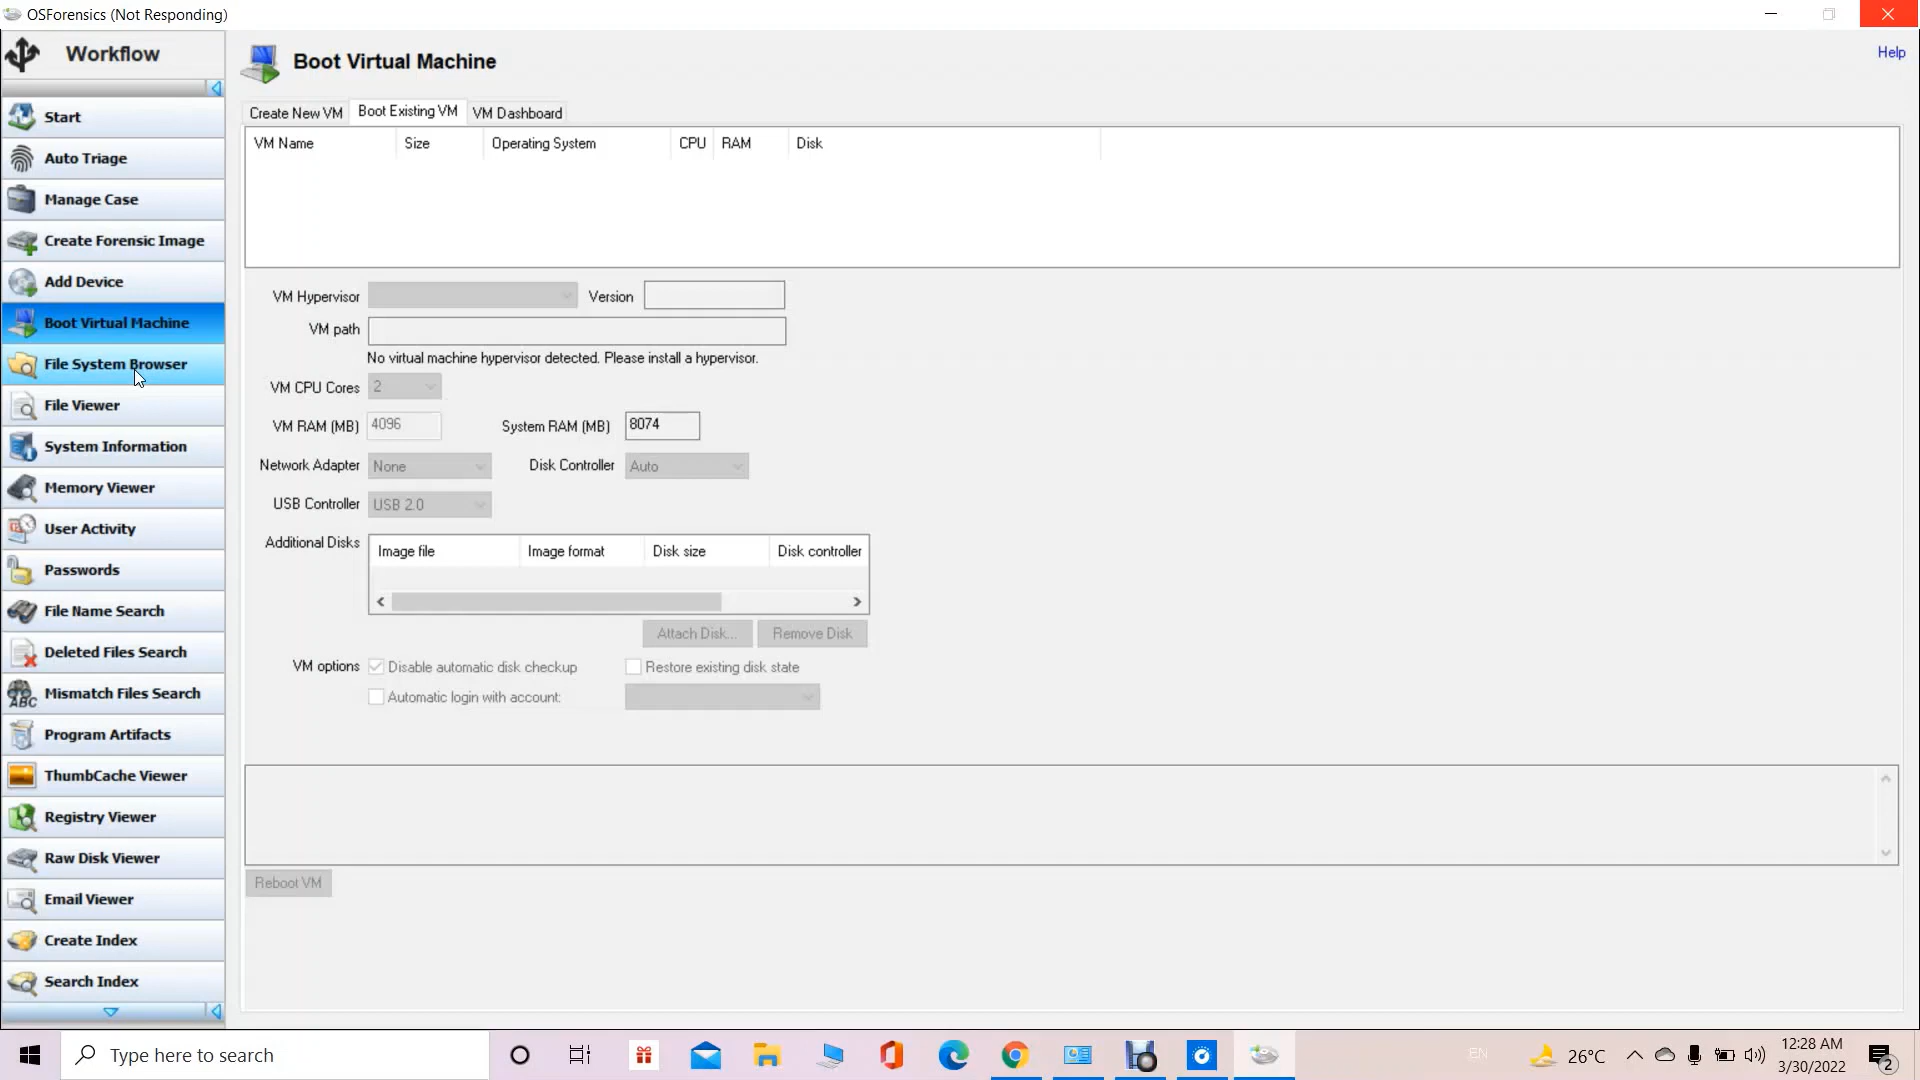 OSForensics (Not Responding)
Workflow
Start
Auto Triage
Manage Case
Create Forensic Image
Add Device
Boot Virtual Machine
File System Browser
File Viewer
System Information
Memory Viewer
User Activity
Passwords
File Name Search
Deleted Files Search
ABC
Mismatch Files Search
Program Artifacts
ThumbCache Viewer
Registry Viewer
Raw Disk Viewer
Email Viewer
Create Index
Search Index
Boot Virtual Machine
Help
Create New VM Boot Existing VM VM Dashboard
VM Name Size Operating System CPU RAM Disk
VM Hypervisor Version
VM path
No virtual machine hypervisor detected. Please install a hypervisor.
VM CPU Cores 2
VM RAM (MB) 4096 System RAM (MB) 8074
Network Adapter None Disk Controller Auto
USB Controller USB 2.0
Additional Disks Image file Image format Disk size Disk controller
Attach Disk... Remove Disk
VM options Disable automatic disk checkup Restore existing disk state
Automatic login with account:
Reboot VM
Type here to search
EN
26°C
12:28 AM
3/30/2022
2